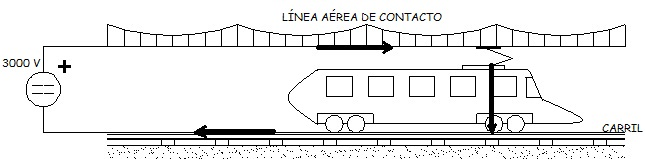 LÍNEA AÉREA DE CONTACTO
3000 V
+
CARRIL